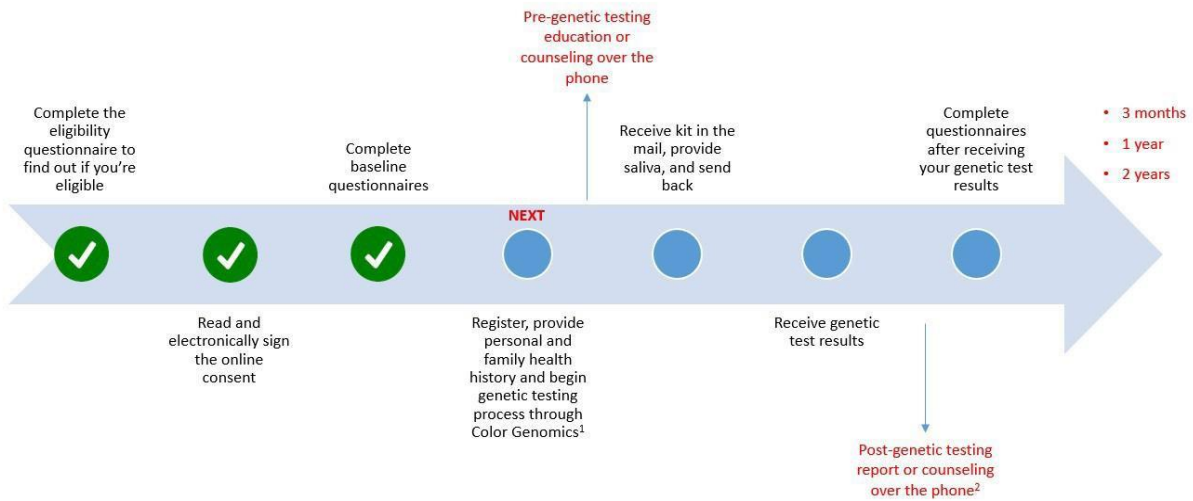 Pre-genetic testing
education or
counseling over the
phone
Complete the
eligibility
questionnaire to
find out if you're
eligible
Complete
baseline
questionnaires
Receive kit in the
mail, provide
saliva, and send
back
Complete
questionnaires
after receiving
your genetic test
results
• 3 months
• 1 year
• 2 years
NEXT
Read and
electronically sign
the online
consent
Register, provide
personal and
family health
history and begin
genetic testing
process through
Color Genomics¹
Receive genetic
test results
Post-genetic testing
report or counseling
over the phone²